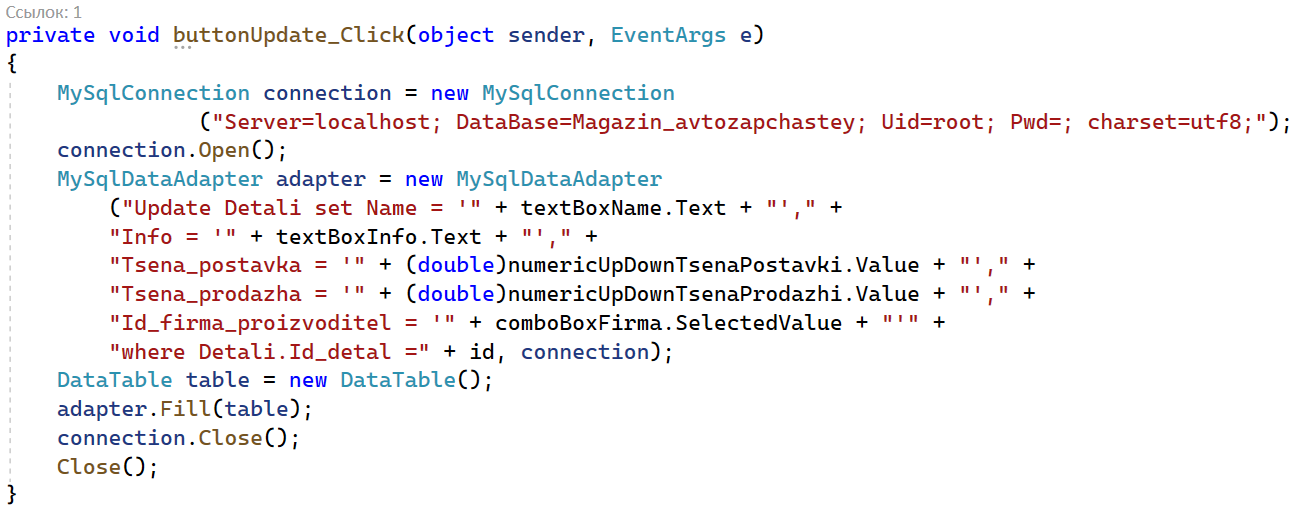 Ссылок: 1
private void buttonUpdate_Click(object sender, EventArgs e)
{
    MySqlConnection connection = new MySqlConnection
               ("Server=localhost; DataBase=Magazin_avtozapchastey; Uid=root; Pwd=; charset=utf8;");
    connection.Open();
    MySqlDataAdapter adapter = new MySqlDataAdapter
        ("Update Detali set Name = '" + textBoxName.Text + "'," +
        "Info = '" + textBoxInfo.Text + "'," +
        "Tsena_postavka = '" + (double)numericUpDownTsenaPostavki.Value + "'," +
        "Tsena_prodazha = '" + (double)numericUpDownTsenaProdazhi.Value + "'," +
        "Id_firma_proizvoditel = '" + comboBoxFirma.SelectedValue + "'" +
        "where Detali.Id_detal =" + id, connection);
    DataTable table = new DataTable();
    adapter.Fill(table);
    connection.Close();
    Close();
}